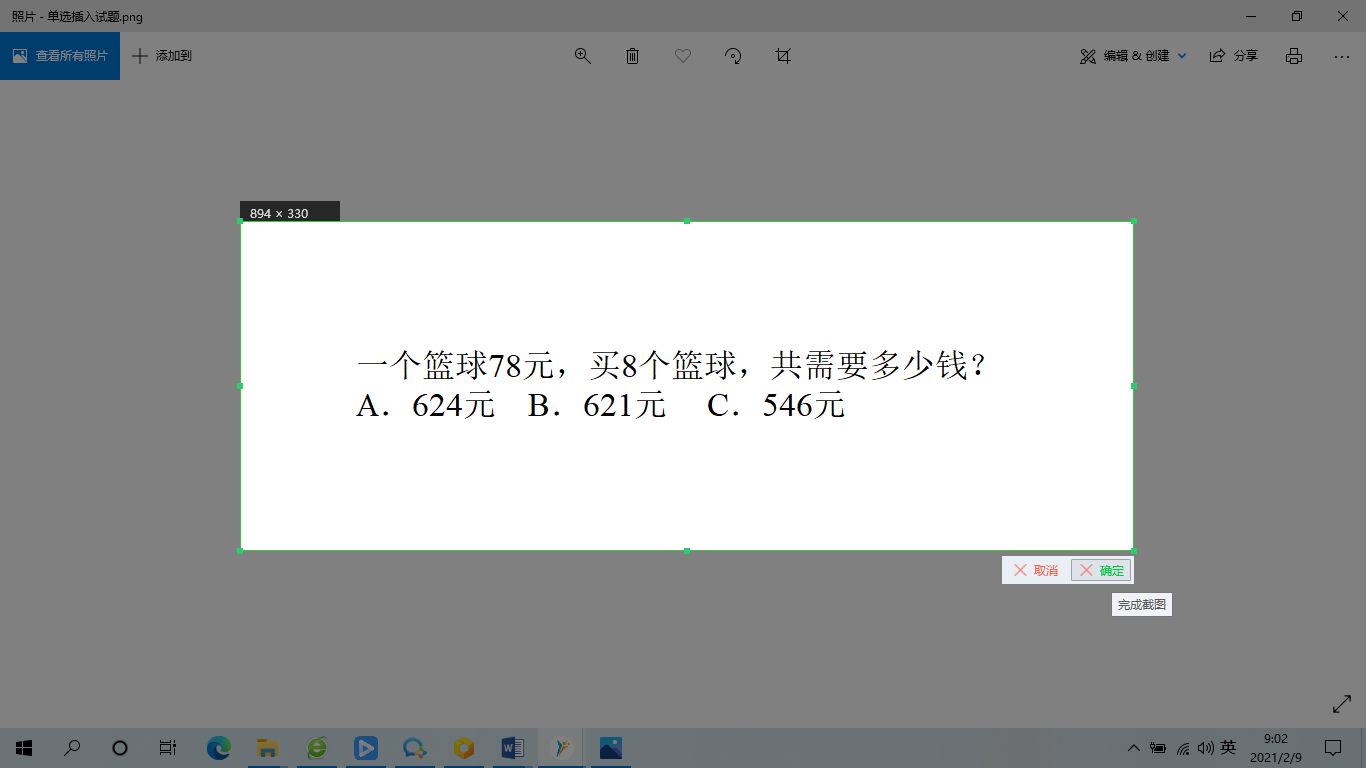 照片 - 单选插入试题.png
查看所有照片
添加到
编辑 & 创建
分享
894 × 330
一个篮球78元，买8个篮球，共需要多少钱？
A．624元 B．621元 C．546元
取消
确定
完成截图
英
9:02
2021/2/9